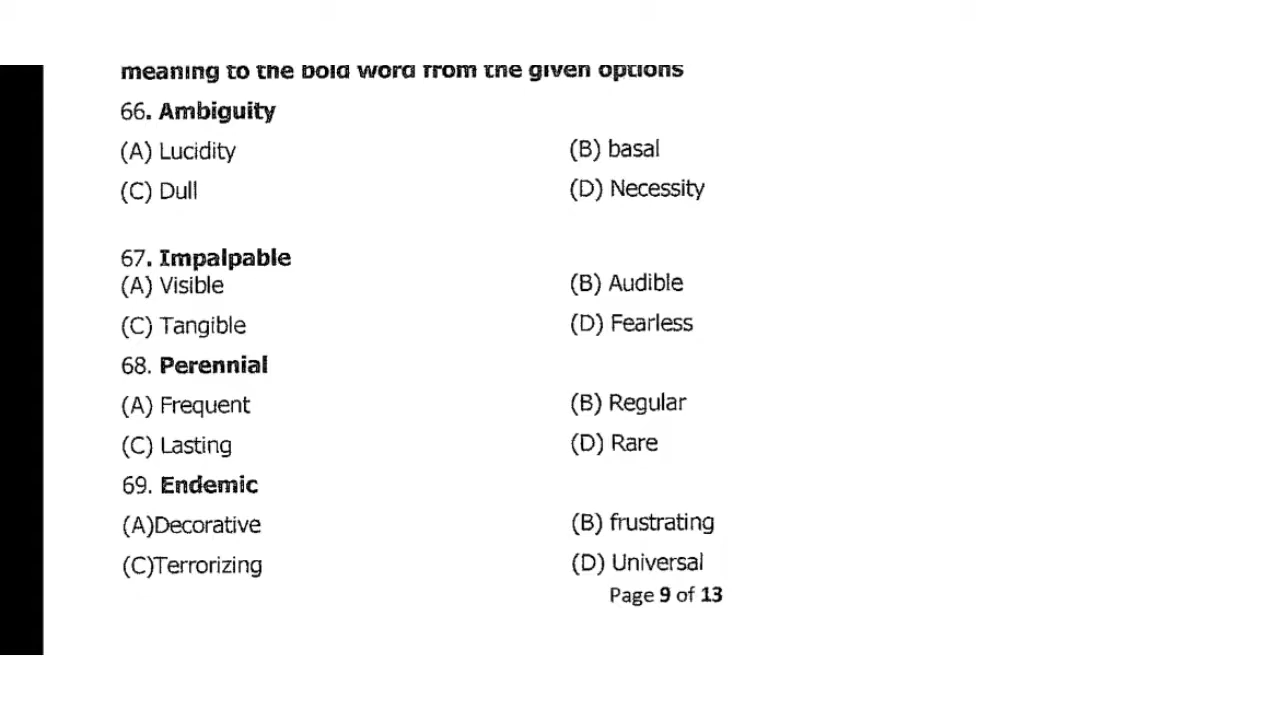 meaning to the bold word from the given options
66. Ambiguity
(A) Lucidity (B) basal
(C) Dull (D) Necessity
67. Impalpable
(A) Visible (B) Audible
(C) Tangible (D) Fearless
68. Perennial
(A) Frequent (B) Regular
(C) Lasting (D) Rare
69. Endemic
(A)Decorative (B) frustrating
(C)Terrorizing (D) Universal
Page 9 of 13